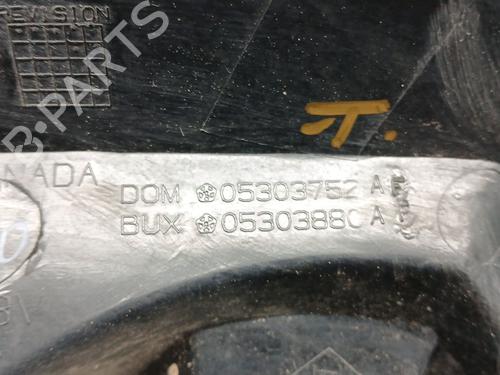 REVISION
B-PARTS
T.
NADA
DOM 05303752 A
BUX 05303880 A